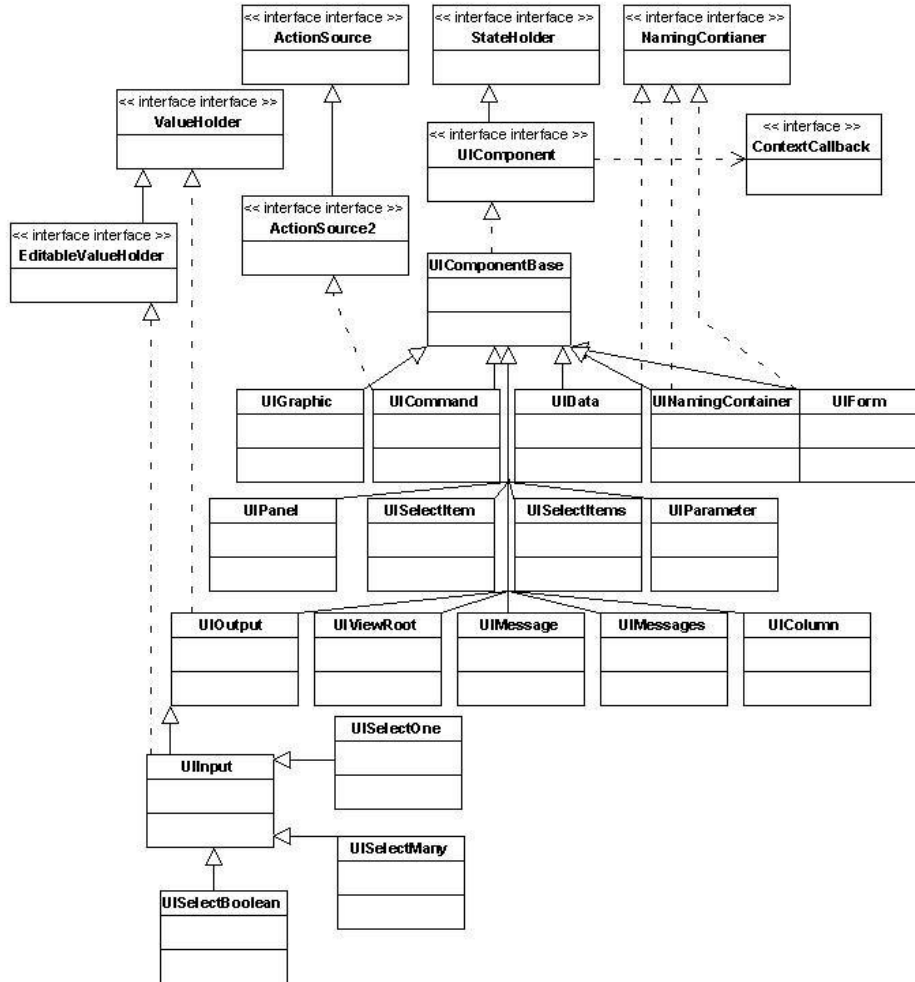 << interface interface >>
ActionSource
<< interface interface >>
StateHolder
<< interface interface >>
NamingContianer
<< interface interface >>
ValueHolder
<< interface interface >>
UIComponent
<< interface >>
ContextCallback
<< interface interface >>
EditableValueHolder
<< interface interface >>
ActionSource2
UIComponentBase
UIGraphic
UICommand
UIData
UINamingContainer
UIForm
UIPanel
UISelectItem
UISelectItems
UIParameter
UIOutput
UIViewRoot
UIMessage
UIMessages
UIColumn
UISelectOne
UIInput
UISelectMany
UISelectBoolean